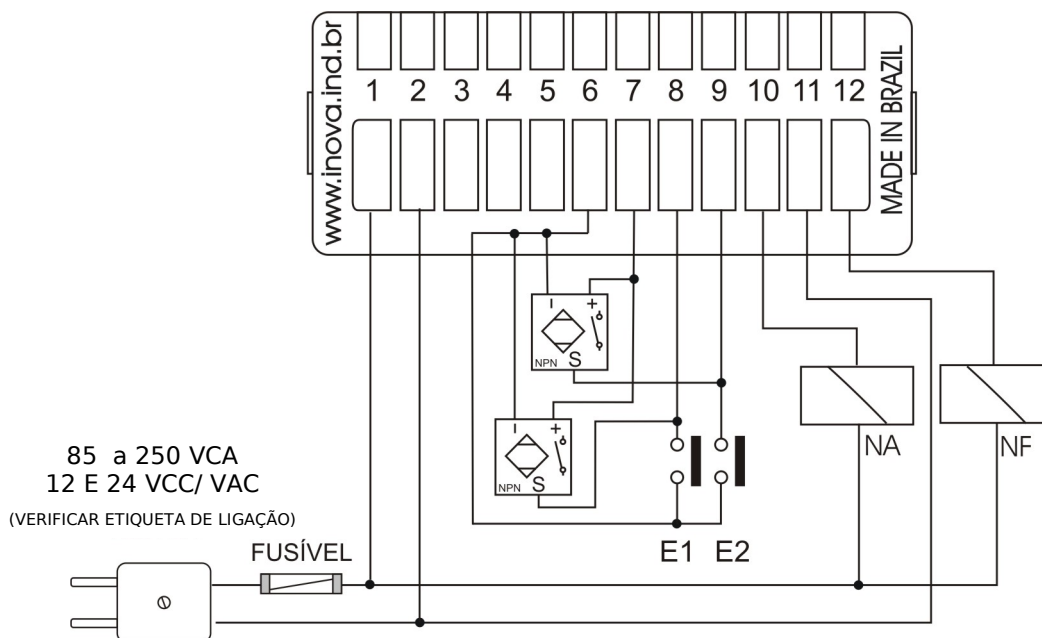 www.inova.ind.br
1 2 3 4 5 6 7 8 9 10 11 12
MADE IN BRAZIL
− +
NPN S
− +
NPN S
NA
NF
E1 E2
85 a 250 VCA
12 E 24 VCC/ VAC
(VERIFICAR ETIQUETA DE LIGAÇÃO)
FUSÍVEL